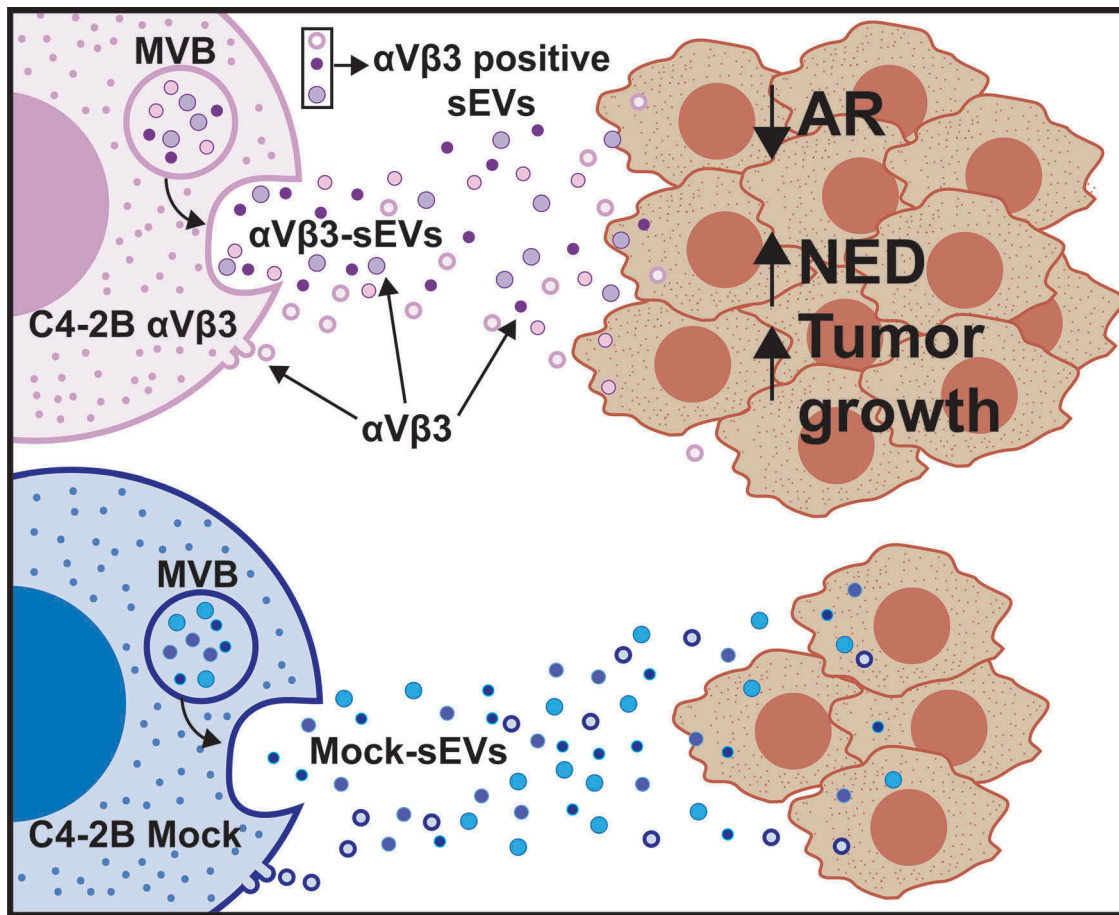 MVB
αVβ3 positive
sEVs
αVβ3-sEVs
C4-2B αVβ3
αVβ3
AR
NED
Tumor
growth
MVB
Mock-sEVs
C4-2B Mock